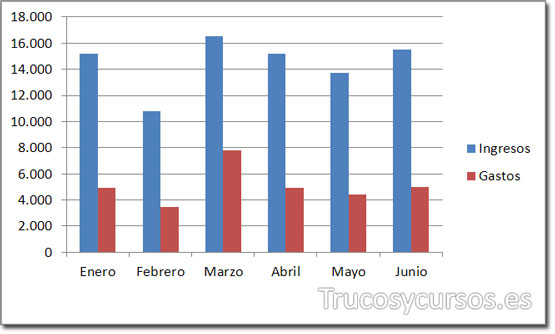 18.000
16.000
14.000
12.000
10.000
8.000
6.000
4.000
2.000
0
Enero Febrero Marzo Abril Mayo Junio
Ingresos
Gastos
Trucosycursos.es